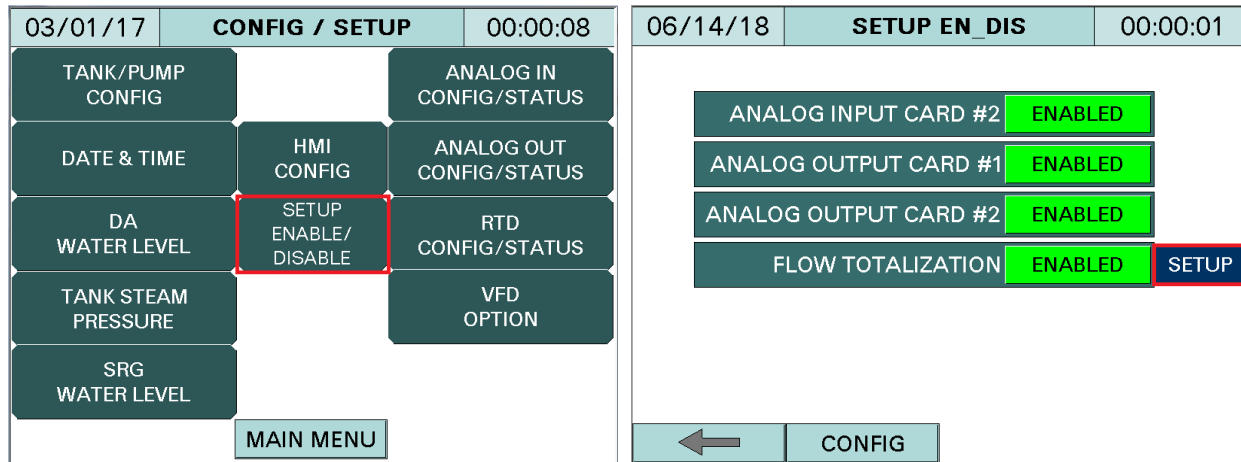 03/01/17 CONFIG / SETUP 00:00:08
TANK/PUMP
CONFIG
ANALOG IN
CONFIG/STATUS
DATE & TIME
HMI
CONFIG
ANALOG OUT
CONFIG/STATUS
DA
WATER LEVEL
SETUP
ENABLE/
DISABLE
RTD
CONFIG/STATUS
TANK STEAM
PRESSURE
VFD
OPTION
SRG
WATER LEVEL
MAIN MENU
06/14/18 SETUP EN_DIS 00:00:01
ANALOG INPUT CARD #2 ENABLED
ANALOG OUTPUT CARD #1 ENABLED
ANALOG OUTPUT CARD #2 ENABLED
FLOW TOTALIZATION ENABLED SETUP
CONFIG